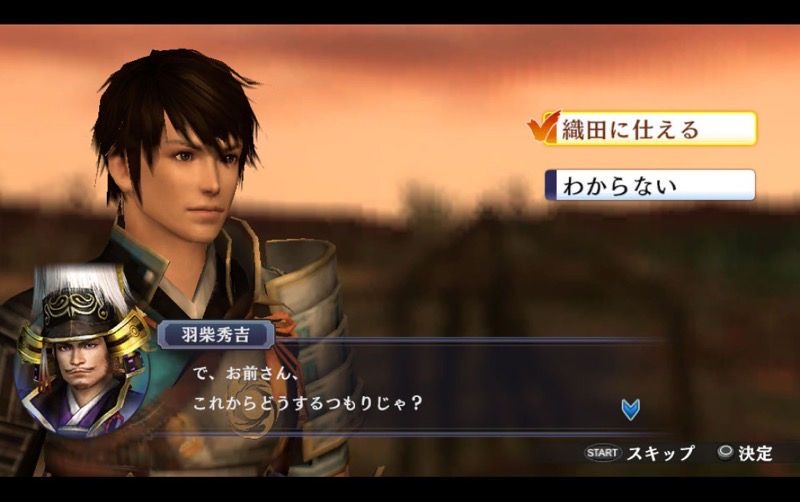 織田に仕える
わからない
羽柴秀吉
で、お前さん、
これからどうするつもりじゃ？
START スキップ 決定